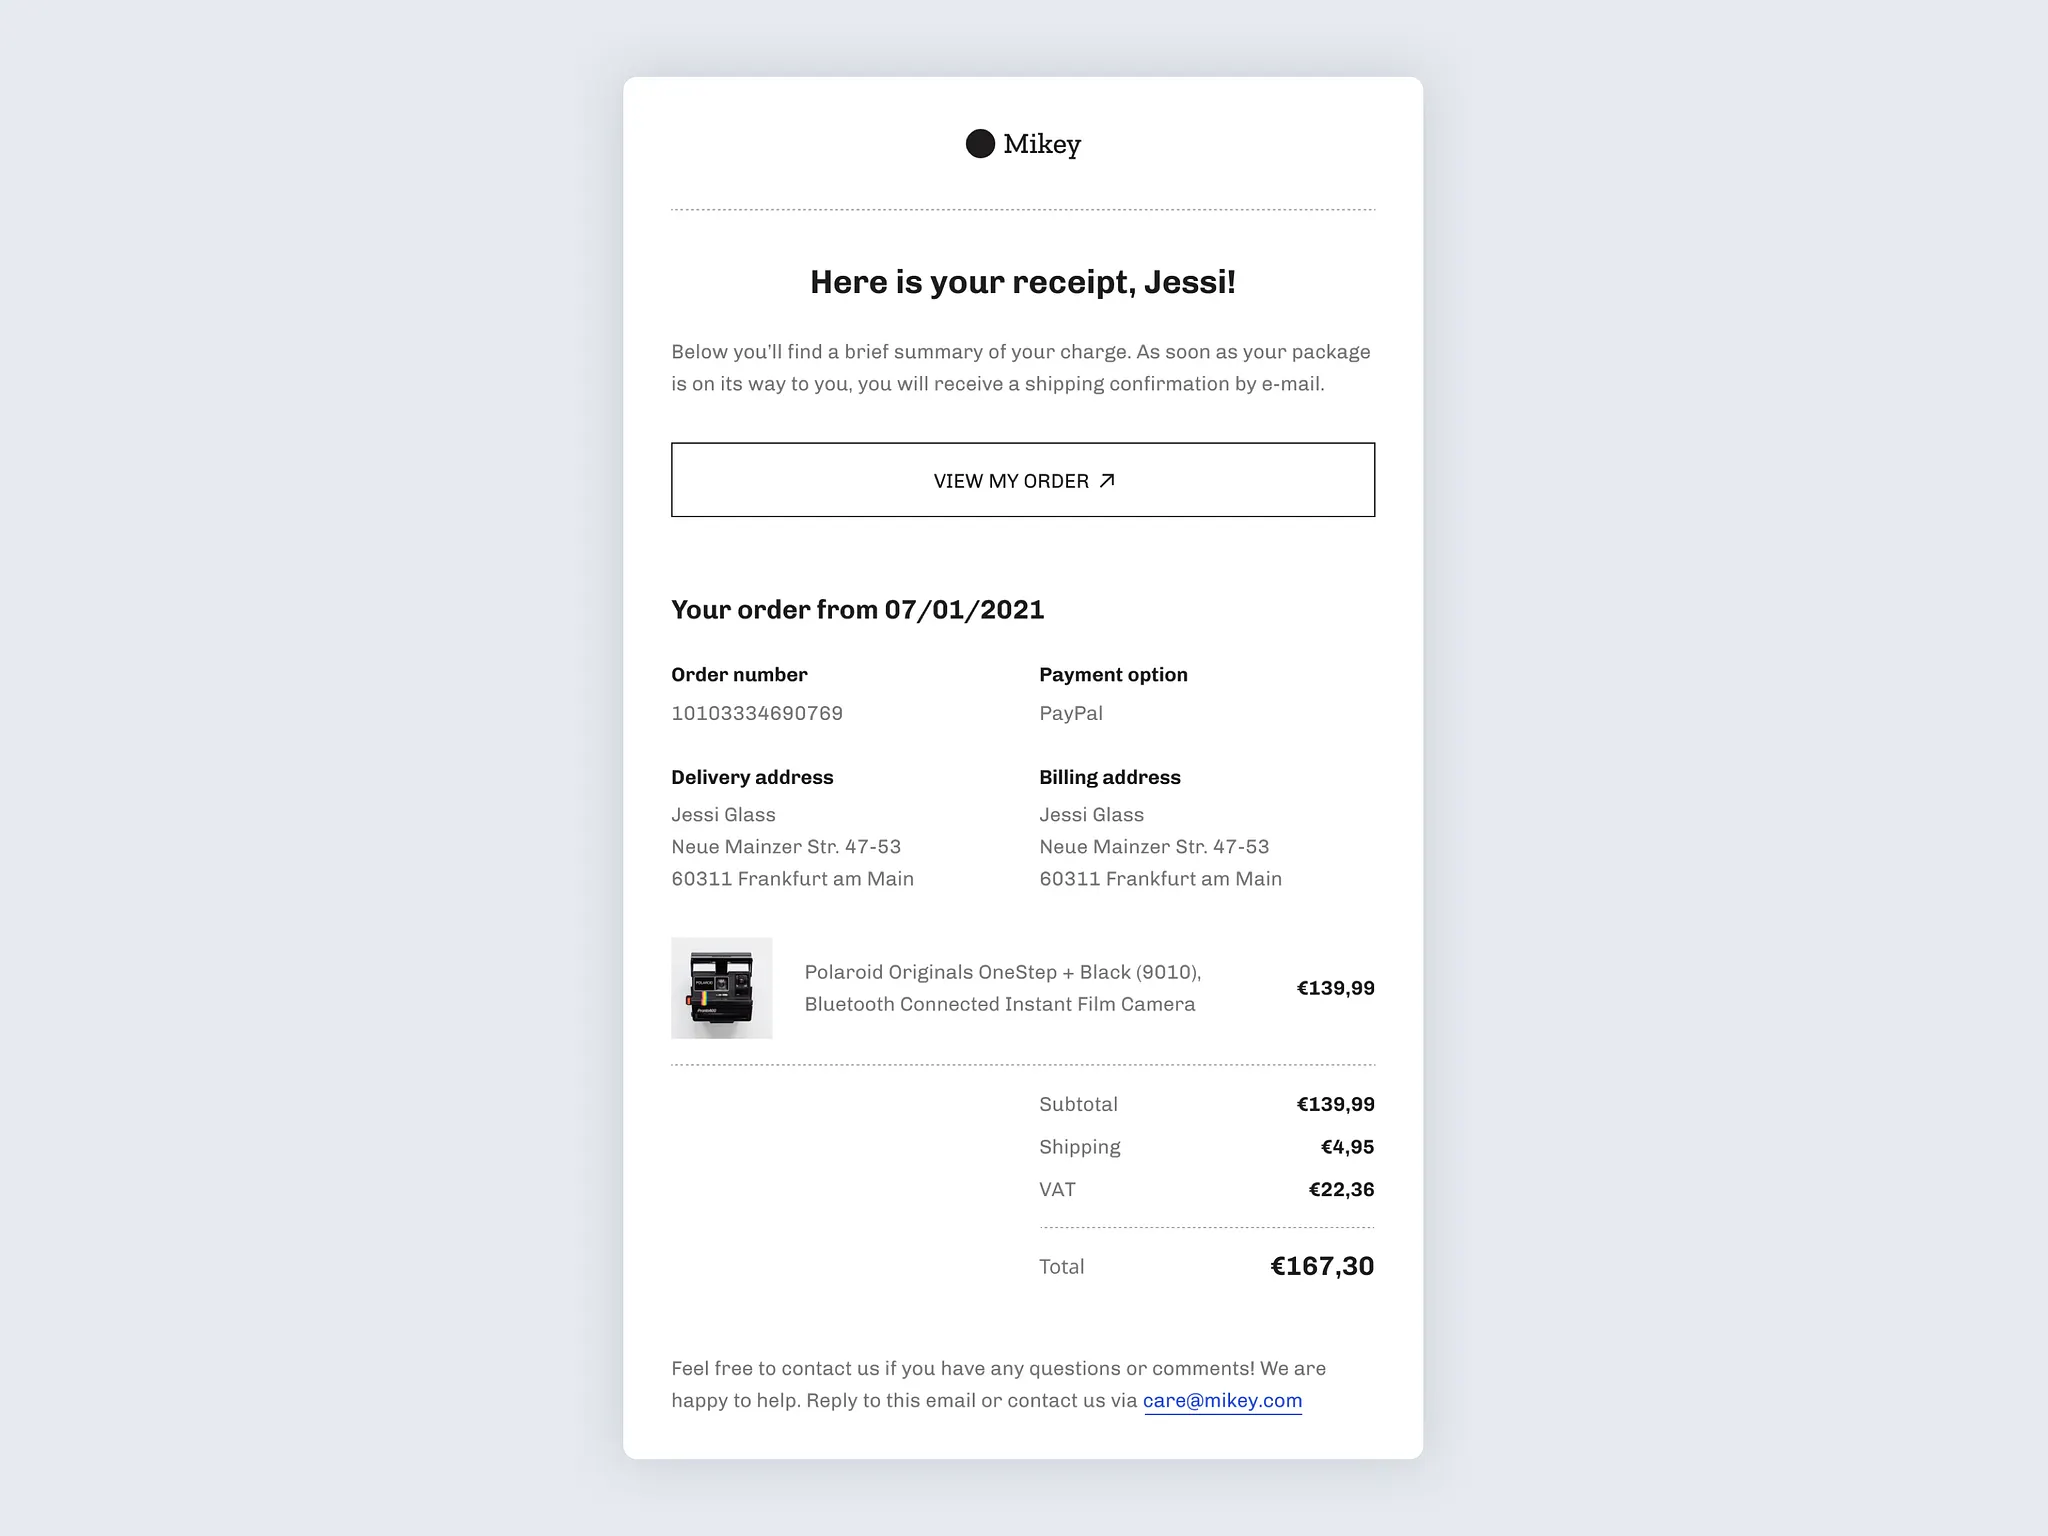 Mikey
Here is your receipt, Jessi!
Below you’ll find a brief summary of your charge. As soon as your package
is on its way to you, you will receive a shipping confirmation by e-mail.
VIEW MY ORDER
Your order from 07/01/2021
Order number
10103334690769
Payment option
PayPal
Delivery address
Jessi Glass
Neue Mainzer Str. 47-53
60311 Frankfurt am Main
Billing address
Jessi Glass
Neue Mainzer Str. 47-53
60311 Frankfurt am Main
POLAROID
Polaroid Originals OneStep + Black (9010),
Bluetooth Connected Instant Film Camera
€139,99
Subtotal €139,99
Shipping €4,95
VAT €22,36
Total €167,30
Feel free to contact us if you have any questions or comments! We are
happy to help. Reply to this email or contact us via care@mikey.com